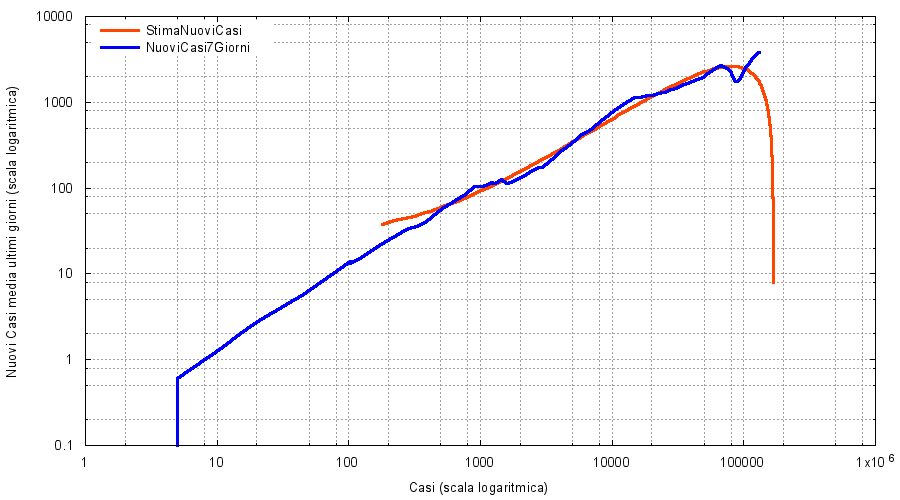 10000
StimaNuoviCasi
NuoviCasi7Giorni
1000
100
10
1
0.1
Nuovi Casi media ultimi giorni (scala logaritmica)
1 10 100 1000 10000 100000 1x10 6
Casi (scala logaritmica)